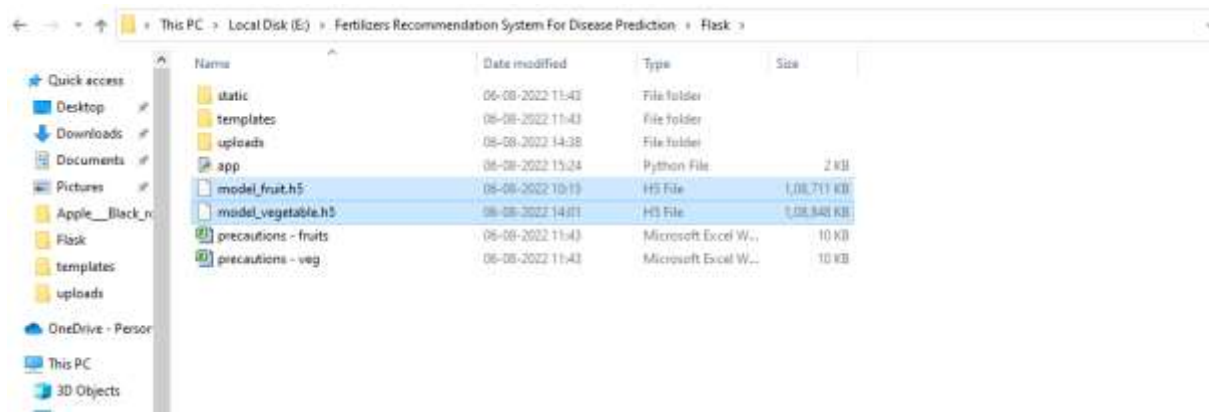 This PC › Local Disk (E:) › Fertilizers Recommendation System For Disease Prediction › Flask ›
Name Date modified Type Size
Quick access
Desktop
Downloads
Documents
Pictures
Apple__Black_r
Flask
templates
uploads
OneDrive - Person
This PC
3D Objects
static 06-08-2022 11:43 File folder
templates 06-08-2022 11:43 File folder
uploads 06-08-2022 14:38 File folder
app 06-08-2022 15:24 Python File 2 KB
model_fruit.h5 06-08-2022 10:15 H5 File 1,08,711 KB
model_vegetable.h5 06-08-2022 14:01 H5 File 1,08,848 KB
precautions - fruits 06-08-2022 11:43 Microsoft Excel W... 10 KB
precautions - veg 06-08-2022 11:43 Microsoft Excel W... 10 KB